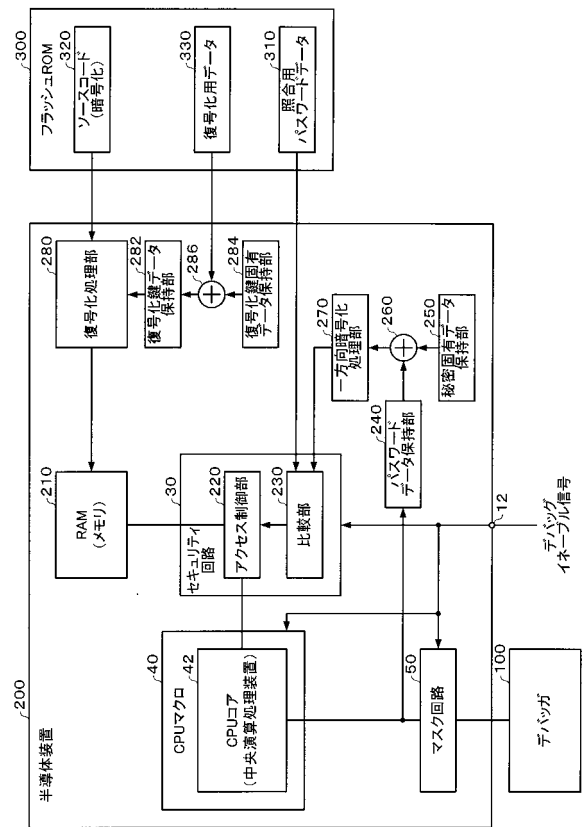 200
半導体装置
40
CPUマクロ
42
CPUコア
(中央演算処理装置)
50
マスク回路
100
デバッガ
210
RAM
(メモリ)
30
セキュリティ
回路
220
アクセス制御部
230
比較部
12
デバッグ
イネーブル信号
240
パスワード
データ保持部
250
秘密固有データ
保持部
260
270
一方向暗号化
処理部
280
復号化処理部
282
復号化鍵データ
保持部
286
284
復号化鍵固有
データ保持部
300
フラッシュROM
320
ソースコード
(暗号化)
330
復号化用データ
310
照合用
パスワードデータ